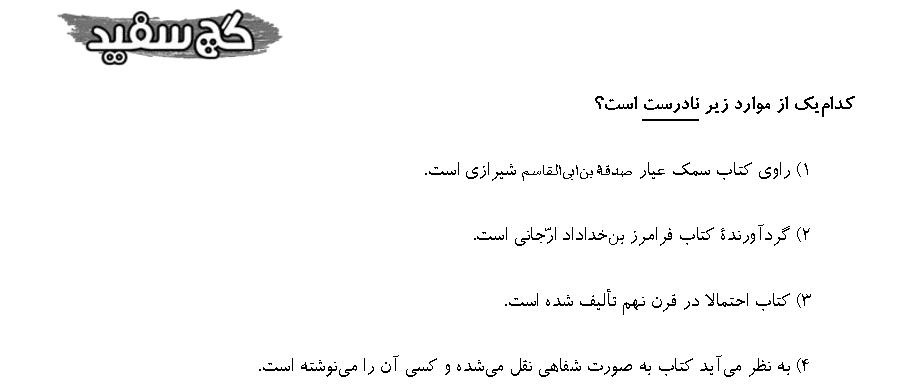 گچ سفید
کدام‌یک از موارد زیر نادرست است؟
۱) راوی کتاب سمک عیار صدقة بن‌ابی‌القاسم شیرازی است.
۲) گردآورندهٔ کتاب فرامرز بن‌خداداد ارّجانی است.
۳) کتاب احتمالا در قرن نهم تألیف شده است.
۴) به نظر می‌آید کتاب به صورت شفاهی نقل می‌شده و کسی آن را می‌نوشته است.